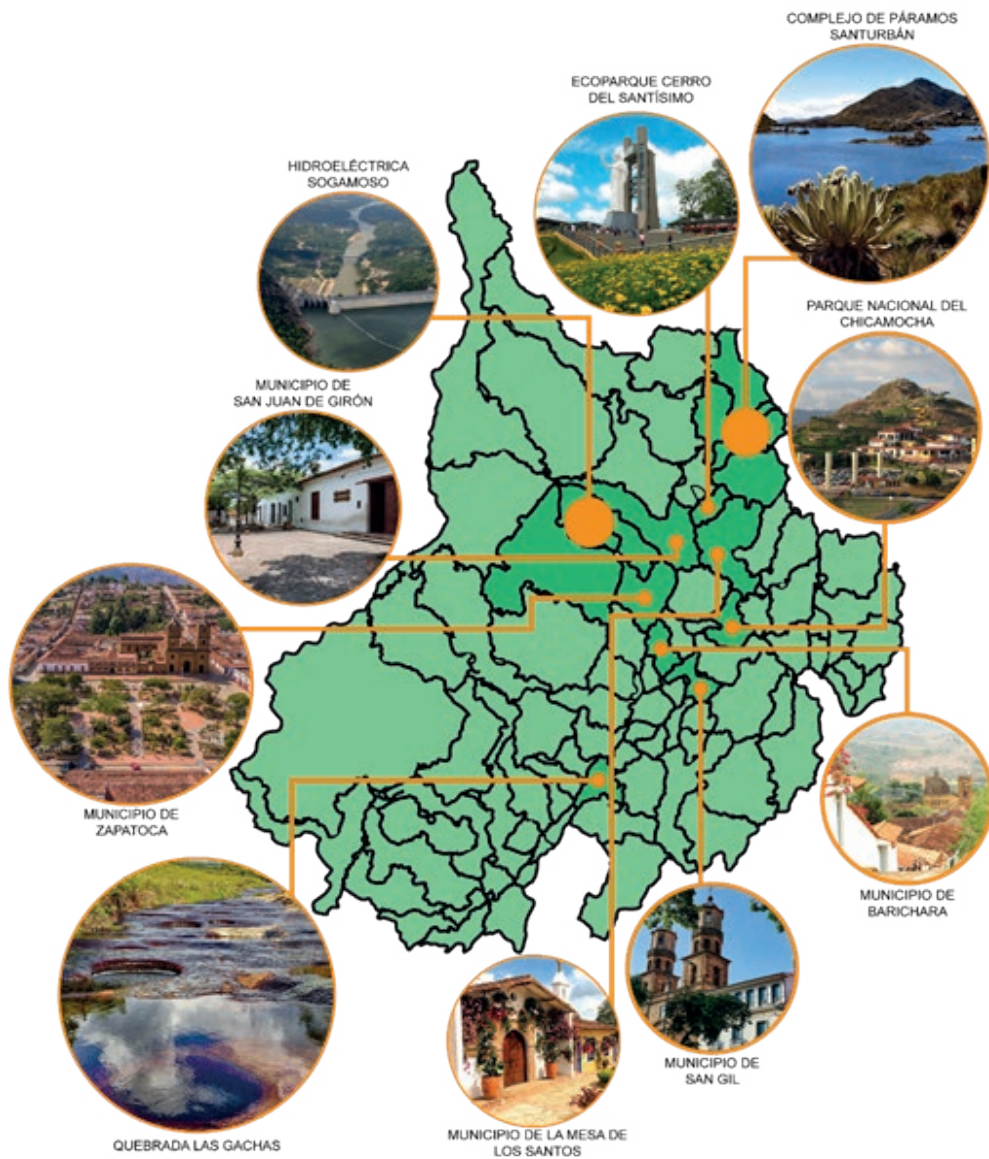 COMPLEJO DE PÁRAMOS
SANTURBÁN
ECOPARQUE CERRO
DEL SANTÍSIMO
HIDROELÉCTRICA
SOGAMOSO
PARQUE NACIONAL DEL
CHICAMOCHA
MUNICIPIO DE
SAN JUAN DE GIRÓN
MUNICIPIO DE
ZAPATOCA
MUNICIPIO DE
BARICHARA
MUNICIPIO DE
SAN GIL
MUNICIPIO DE LA MESA DE
LOS SANTOS
QUEBRADA LAS GACHAS